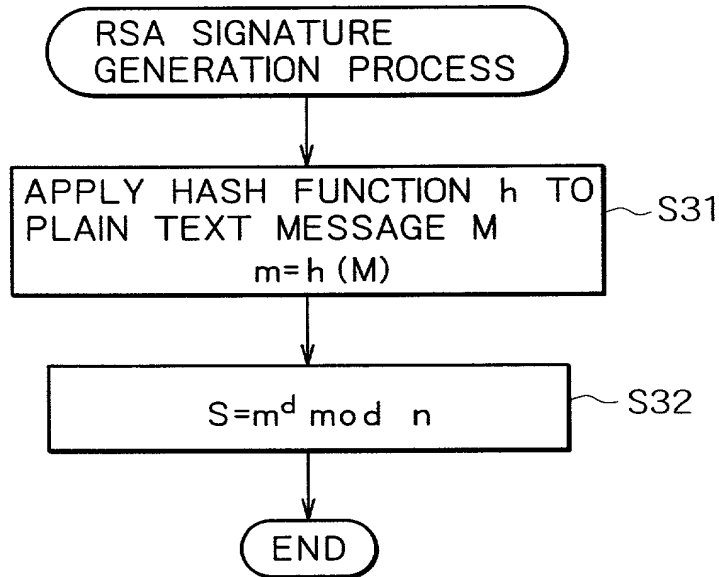 RSA SIGNATURE
GENERATION PROCESS
APPLY HASH FUNCTION h TO
PLAIN TEXT MESSAGE M
m=h (M)
S31
S=m^d mod n
S32
END